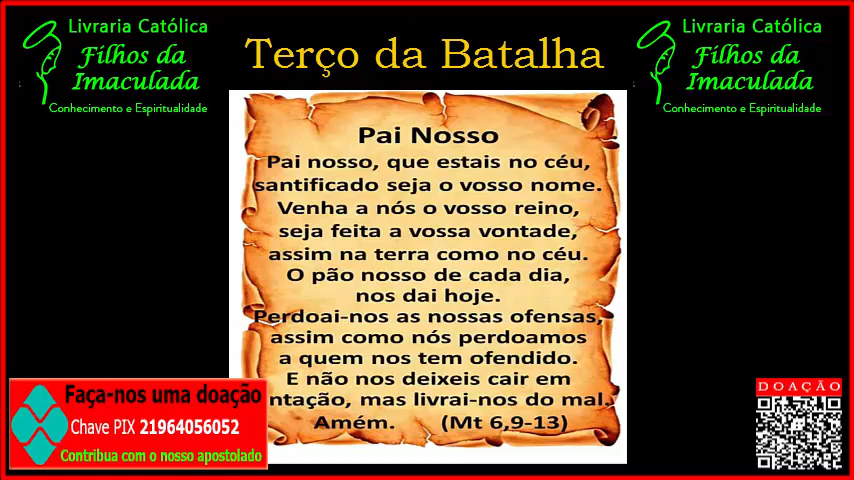 Livraria Católica
Filhos da
Imaculada
Conhecimento e Espiritualidade
Terço da Batalha
Livraria Católica
Filhos da
Imaculada
Conhecimento e Espiritualidade
Pai Nosso
Pai nosso, que estais no céu,
santificado seja o vosso nome.
Venha a nós o vosso reino,
seja feita a vossa vontade,
assim na terra como no céu.
O pão nosso de cada dia,
nos dai hoje.
Perdoai-nos as nossas ofensas,
assim como nós perdoamos
a quem nos tem ofendido.
E não nos deixeis cair em
ntação, mas livrai-nos do mal.
Amém. (Mt 6,9-13)
Faça-nos uma doação
Chave PIX 21964056052
Contribua com o nosso apostolado
DOAÇÃO